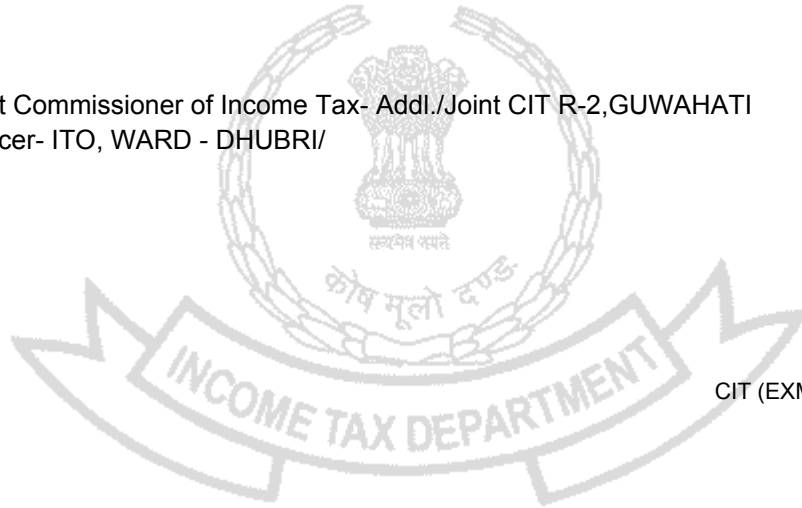 t Commissioner of Income Tax- Addl./Joint CIT R-2,GUWAHATI
cer- ITO, WARD - DHUBRI/
सत्यमेव जयते
कोष मूलो दण्डः
INCOME TAX DEPARTMENT
CIT (EXM